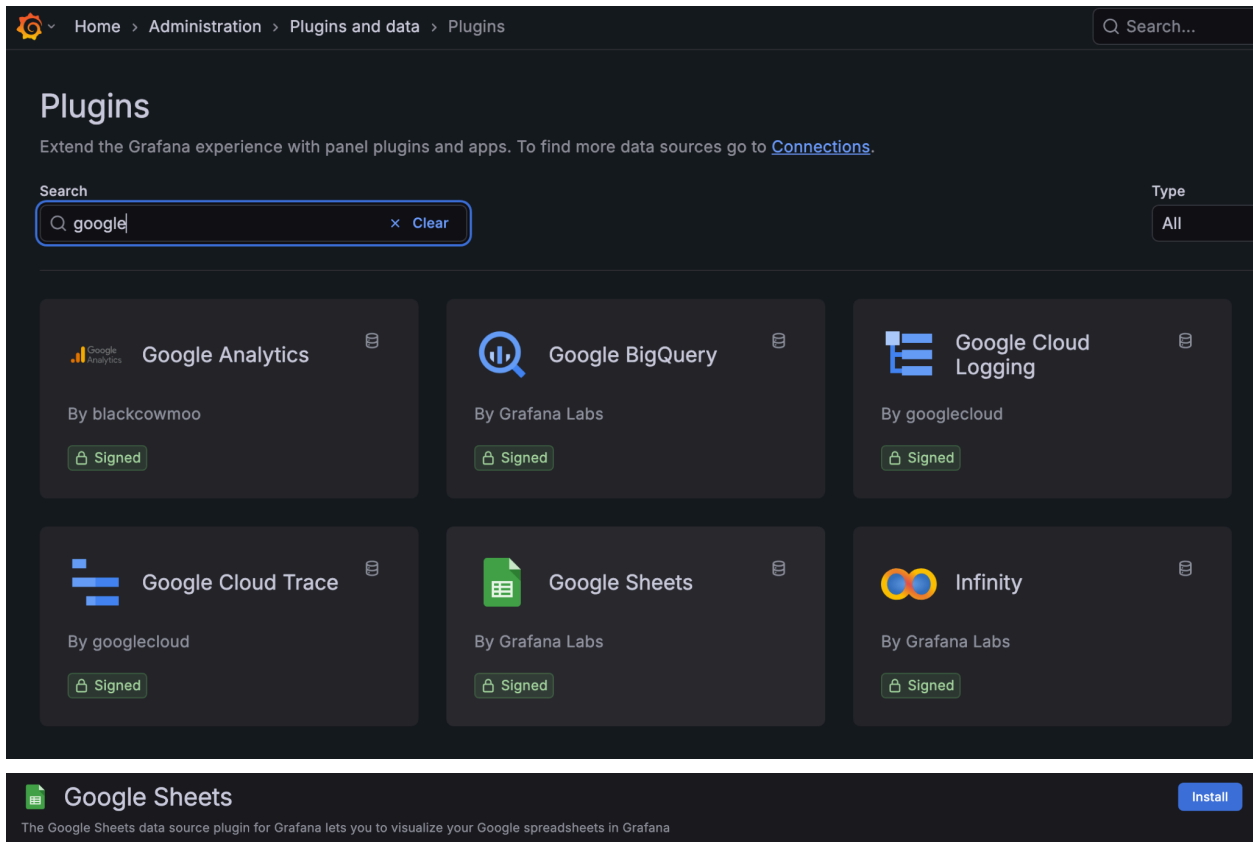 Home › Administration › Plugins and data › Plugins
Search...
Plugins
Extend the Grafana experience with panel plugins and apps. To find more data sources go to Connections.
Search
Type
google
× Clear
All
Google Analytics
Google Analytics
By blackcowmoo
Signed
Google BigQuery
By Grafana Labs
Signed
Google Cloud
Logging
By googlecloud
Signed
Google Cloud Trace
By googlecloud
Signed
Google Sheets
By Grafana Labs
Signed
Infinity
By Grafana Labs
Signed
Google Sheets
Install
The Google Sheets data source plugin for Grafana lets you to visualize your Google spreadsheets in Grafana